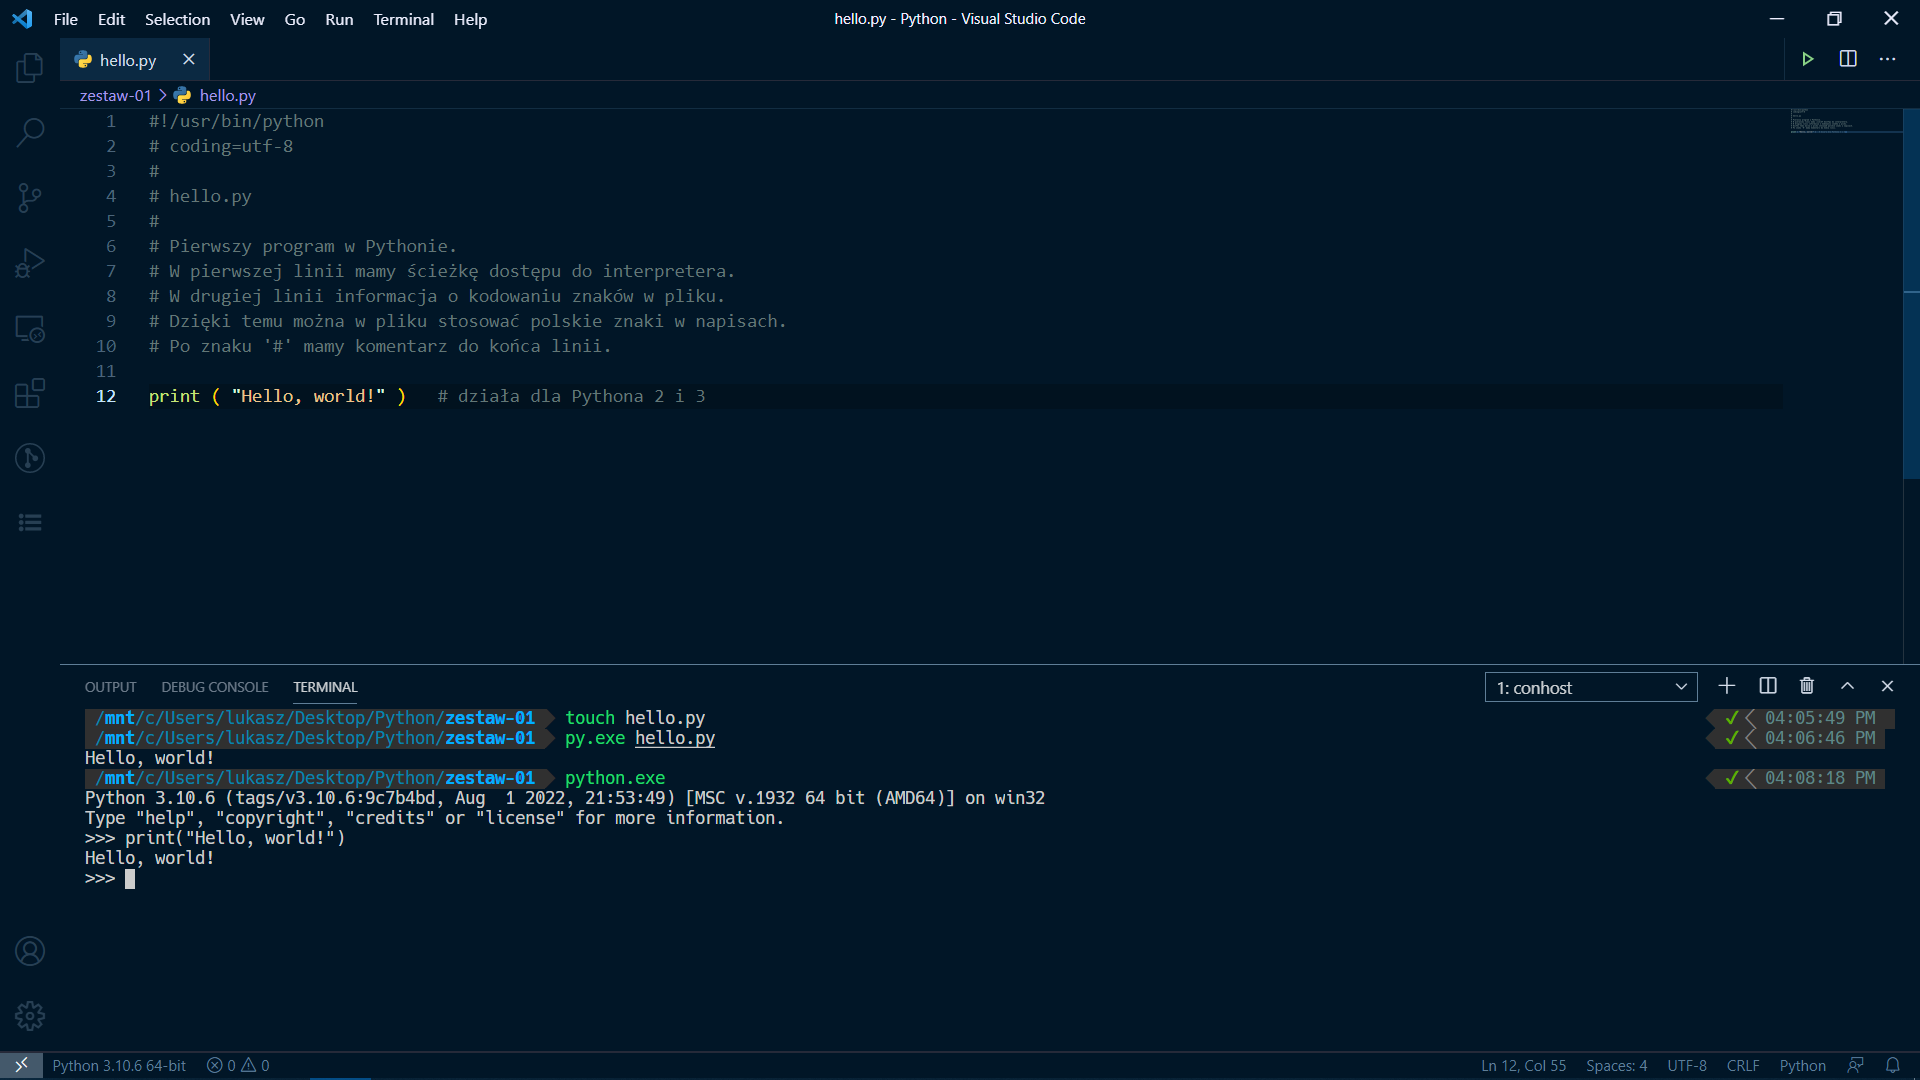 File Edit Selection View Go Run Terminal Help
hello.py - Python - Visual Studio Code
hello.py
zestaw-01 > hello.py
1 #!/usr/bin/python
2 # coding=utf-8
3 #
4 # hello.py
5 #
6 # Pierwszy program w Pythonie.
7 # W pierwszej linii mamy ścieżkę dostępu do interpretera.
8 # W drugiej linii informacja o kodowaniu znaków w pliku.
9 # Dzięki temu można w pliku stosować polskie znaki w napisach.
10 # Po znaku '#' mamy komentarz do końca linii.
11
12 print ( "Hello, world!" )   # działa dla Pythona 2 i 3
OUTPUT DEBUG CONSOLE TERMINAL
1: conhost
/mnt/c/Users/lukasz/Desktop/Python/zestaw-01 touch hello.py ✓ 04:05:49 PM
/mnt/c/Users/lukasz/Desktop/Python/zestaw-01 py.exe hello.py ✓ 04:06:46 PM
Hello, world!
/mnt/c/Users/lukasz/Desktop/Python/zestaw-01 python.exe ✓ 04:08:18 PM
Python 3.10.6 (tags/v3.10.6:9c7b4bd, Aug  1 2022, 21:53:49) [MSC v.1932 64 bit (AMD64)] on win32
Type "help", "copyright", "credits" or "license" for more information.
>>> print("Hello, world!")
Hello, world!
>>>
Python 3.10.6 64-bit 0 0 Ln 12, Col 55 Spaces: 4 UTF-8 CRLF Python